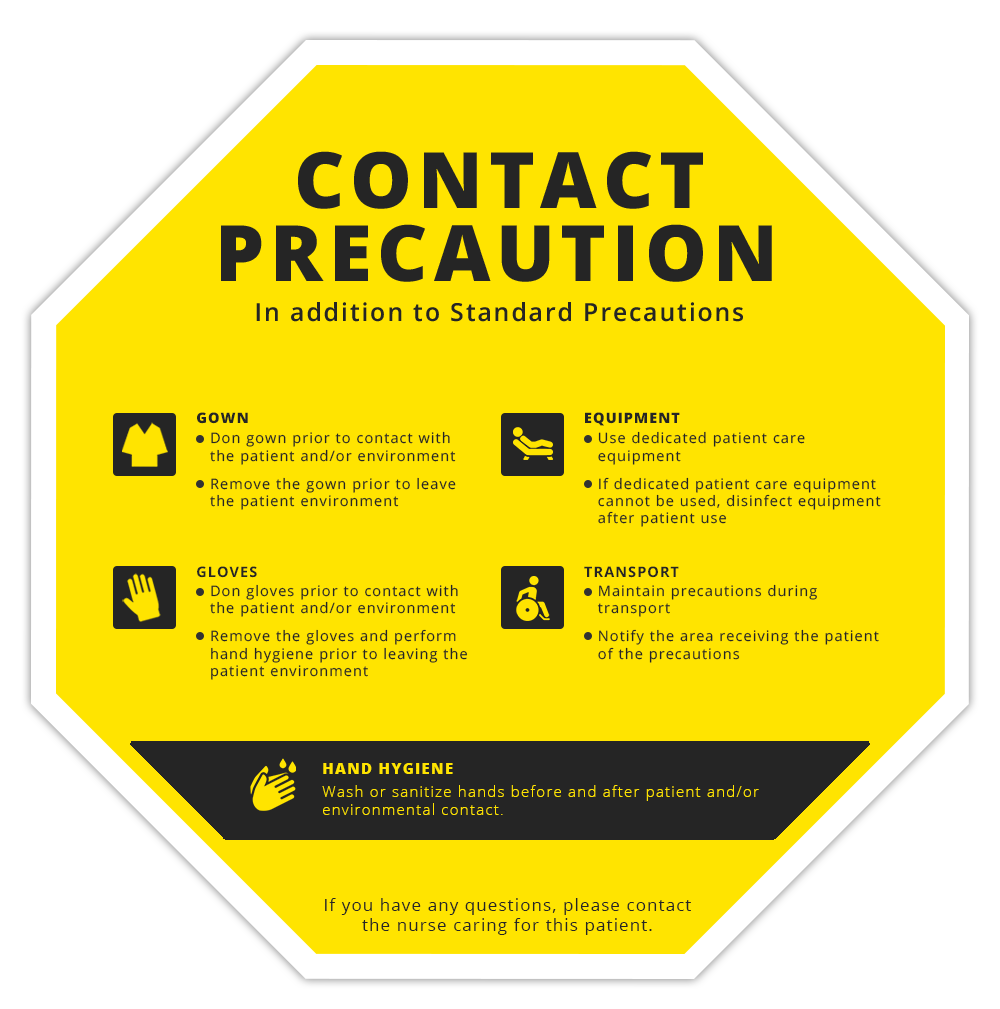 CONTACT
PRECAUTION
In addition to Standard Precautions
GOWN
Don gown prior to contact with
the patient and/or environment
Remove the gown prior to leave
the patient environment
EQUIPMENT
Use dedicated patient care
equipment
If dedicated patient care equipment
cannot be used, disinfect equipment
after patient use
GLOVES
Don gloves prior to contact with
the patient and/or environment
Remove the gloves and perform
hand hygiene prior to leaving the
patient environment
TRANSPORT
Maintain precautions during
transport
Notify the area receiving the patient
of the precautions
HAND HYGIENE
Wash or sanitize hands before and after patient and/or
environmental contact.
If you have any questions, please contact
the nurse caring for this patient.